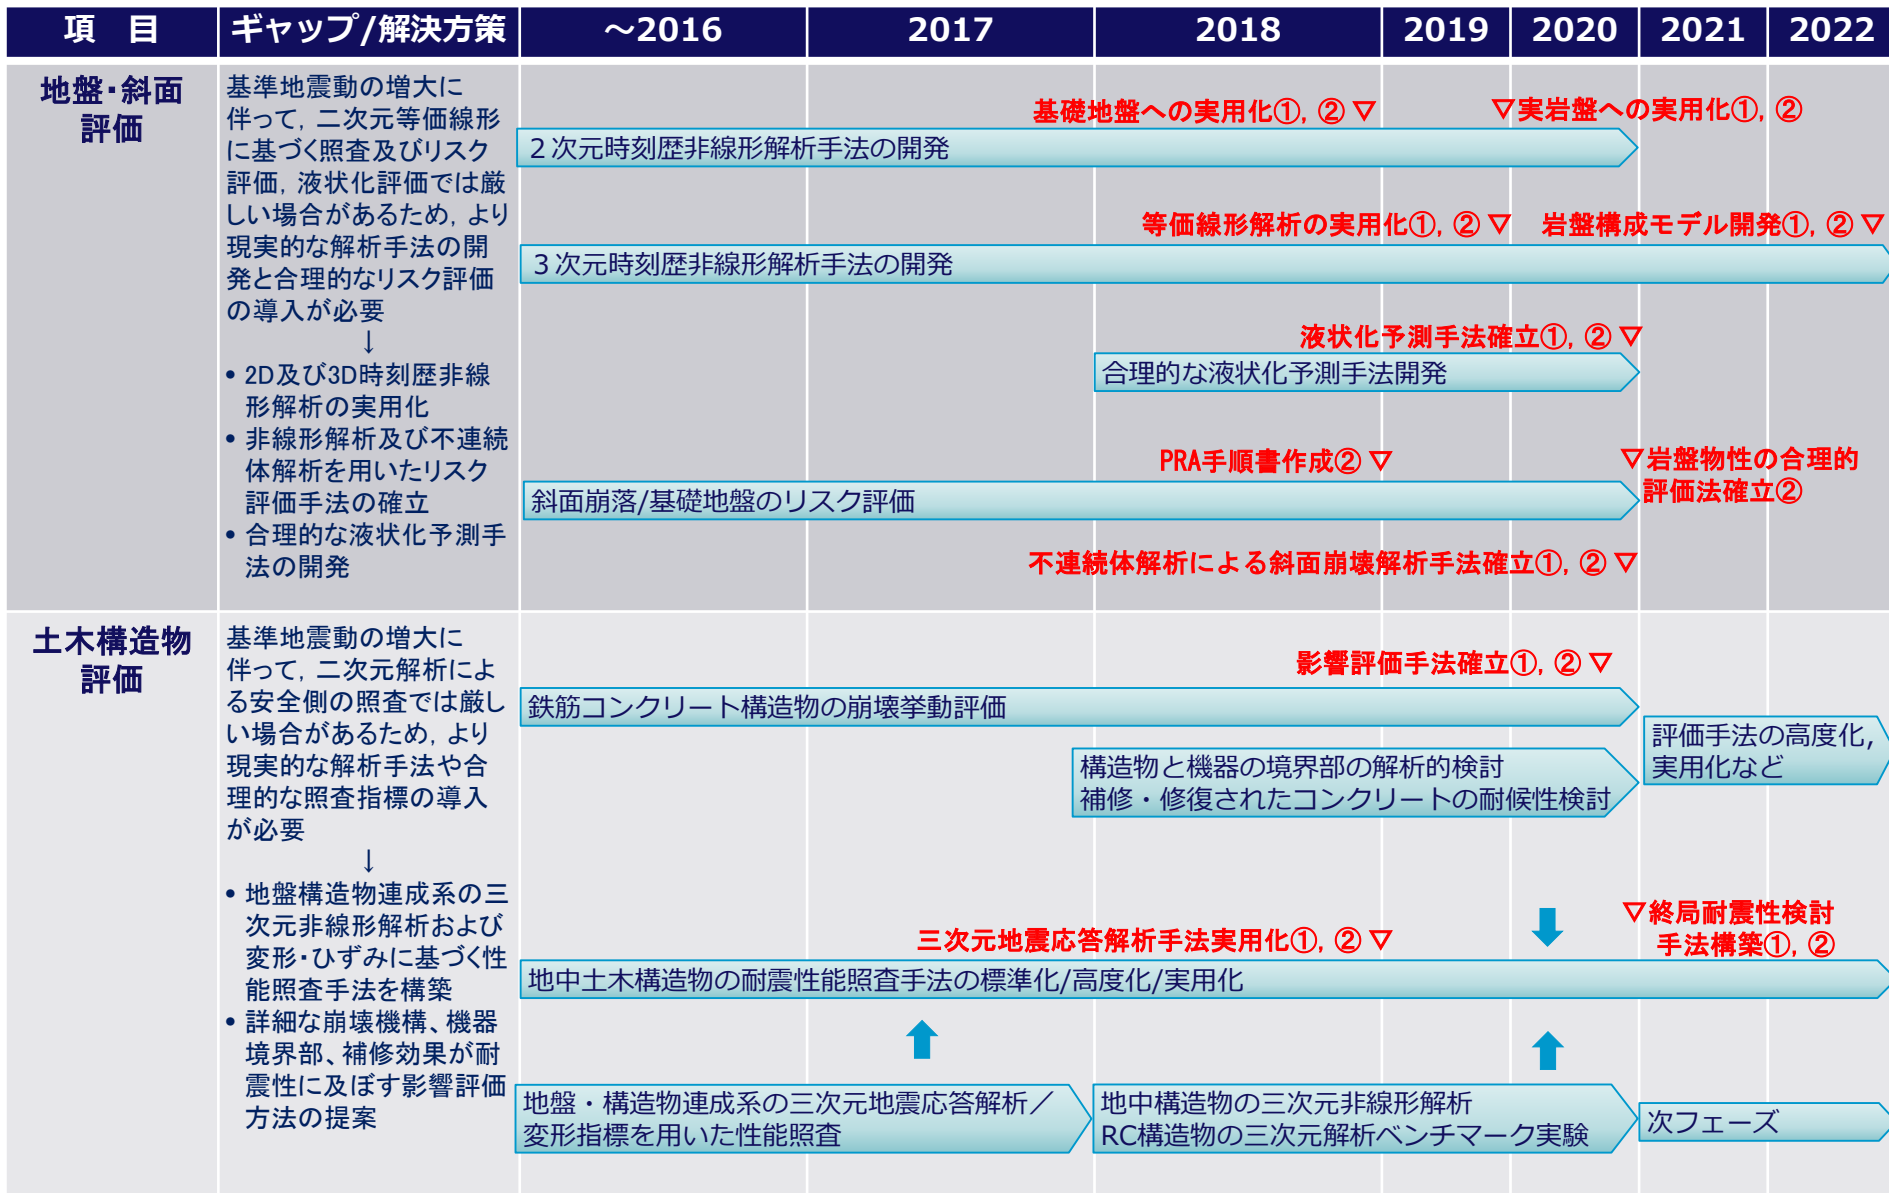 項　目
ギャップ/解決方策
～2016
2017
2018
2019
2020
2021
2022
地盤・斜面
評価
基準地震動の増大に
伴って，二次元等価線形
に基づく照査及びリスク
評価，液状化評価では厳
しい場合があるため，より
現実的な解析手法の開
発と合理的なリスク評価
の導入が必要
↓
• 2D及び3D時刻歴非線
形解析の実用化
• 非線形解析及び不連続
体解析を用いたリスク
評価手法の確立
• 合理的な液状化予測手
法の開発
基礎地盤への実用化①，②▽
▽実岩盤への実用化①，②
２次元時刻歴非線形解析手法の開発
等価線形解析の実用化①，②▽
岩盤構成モデル開発①，②▽
３次元時刻歴非線形解析手法の開発
液状化予測手法確立①，②▽
合理的な液状化予測手法開発
PRA手順書作成②▽
▽岩盤物性の合理的
評価法確立②
斜面崩落/基礎地盤のリスク評価
不連続体解析による斜面崩壊解析手法確立①，②▽
土木構造物
評価
基準地震動の増大に
伴って，二次元解析によ
る安全側の照査では厳し
い場合があるため，より
現実的な解析手法や合
理的な照査指標の導入
が必要
↓
• 地盤構造物連成系の三
次元非線形解析および
変形・ひずみに基づく性
能照査手法を構築
• 詳細な崩壊機構、機器
境界部、補修効果が耐
震性に及ぼす影響評価
方法の提案
影響評価手法確立①，②▽
鉄筋コンクリート構造物の崩壊挙動評価
評価手法の高度化，
実用化など
構造物と機器の境界部の解析的検討
補修・修復されたコンクリートの耐候性検討
▽終局耐震性検討
手法構築①，②
三次元地震応答解析手法実用化①，②▽
地中土木構造物の耐震性能照査手法の標準化/高度化/実用化
地盤・構造物連成系の三次元地震応答解析／
変形指標を用いた性能照査
地中構造物の三次元非線形解析
RC構造物の三次元解析ベンチマーク実験
次フェーズ